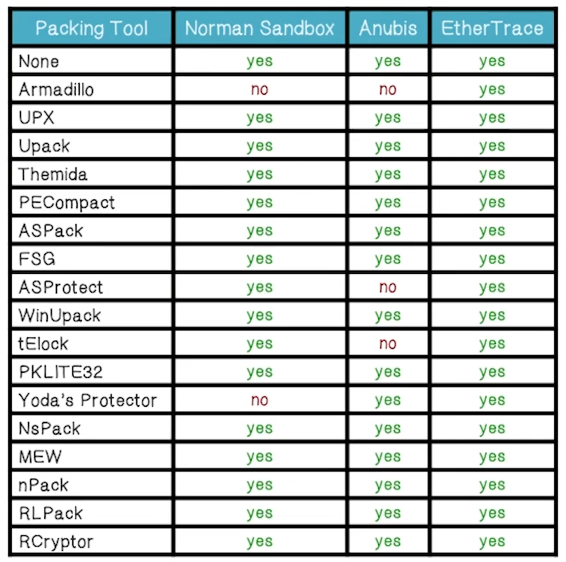 Packing Tool Norman Sandbox Anubis EtherTrace
None yes yes yes
Armadillo no no yes
UPX yes yes yes
Upack yes yes yes
Themida yes yes yes
PECompact yes yes yes
ASPack yes yes yes
FSG yes yes yes
ASProtect yes no yes
WinUpack yes yes yes
tElock yes no yes
PKLITE32 yes yes yes
Yoda's Protector no yes yes
NsPack yes yes yes
MEW yes yes yes
nPack yes yes yes
RLPack yes yes yes
RCryptor yes yes yes